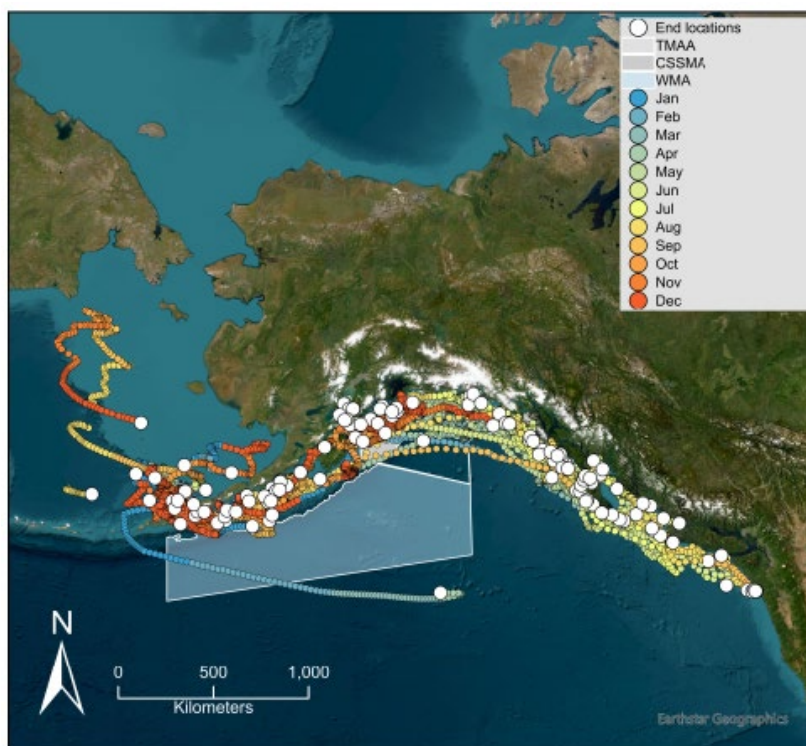 End locations
TMAA
CSSMA
WMA
Jan
Feb
Mar
Apr
May
Jun
Jul
Aug
Sep
Oct
Nov
Dec
N
0 500 1,000
Kilometers
Earthstar Geographics